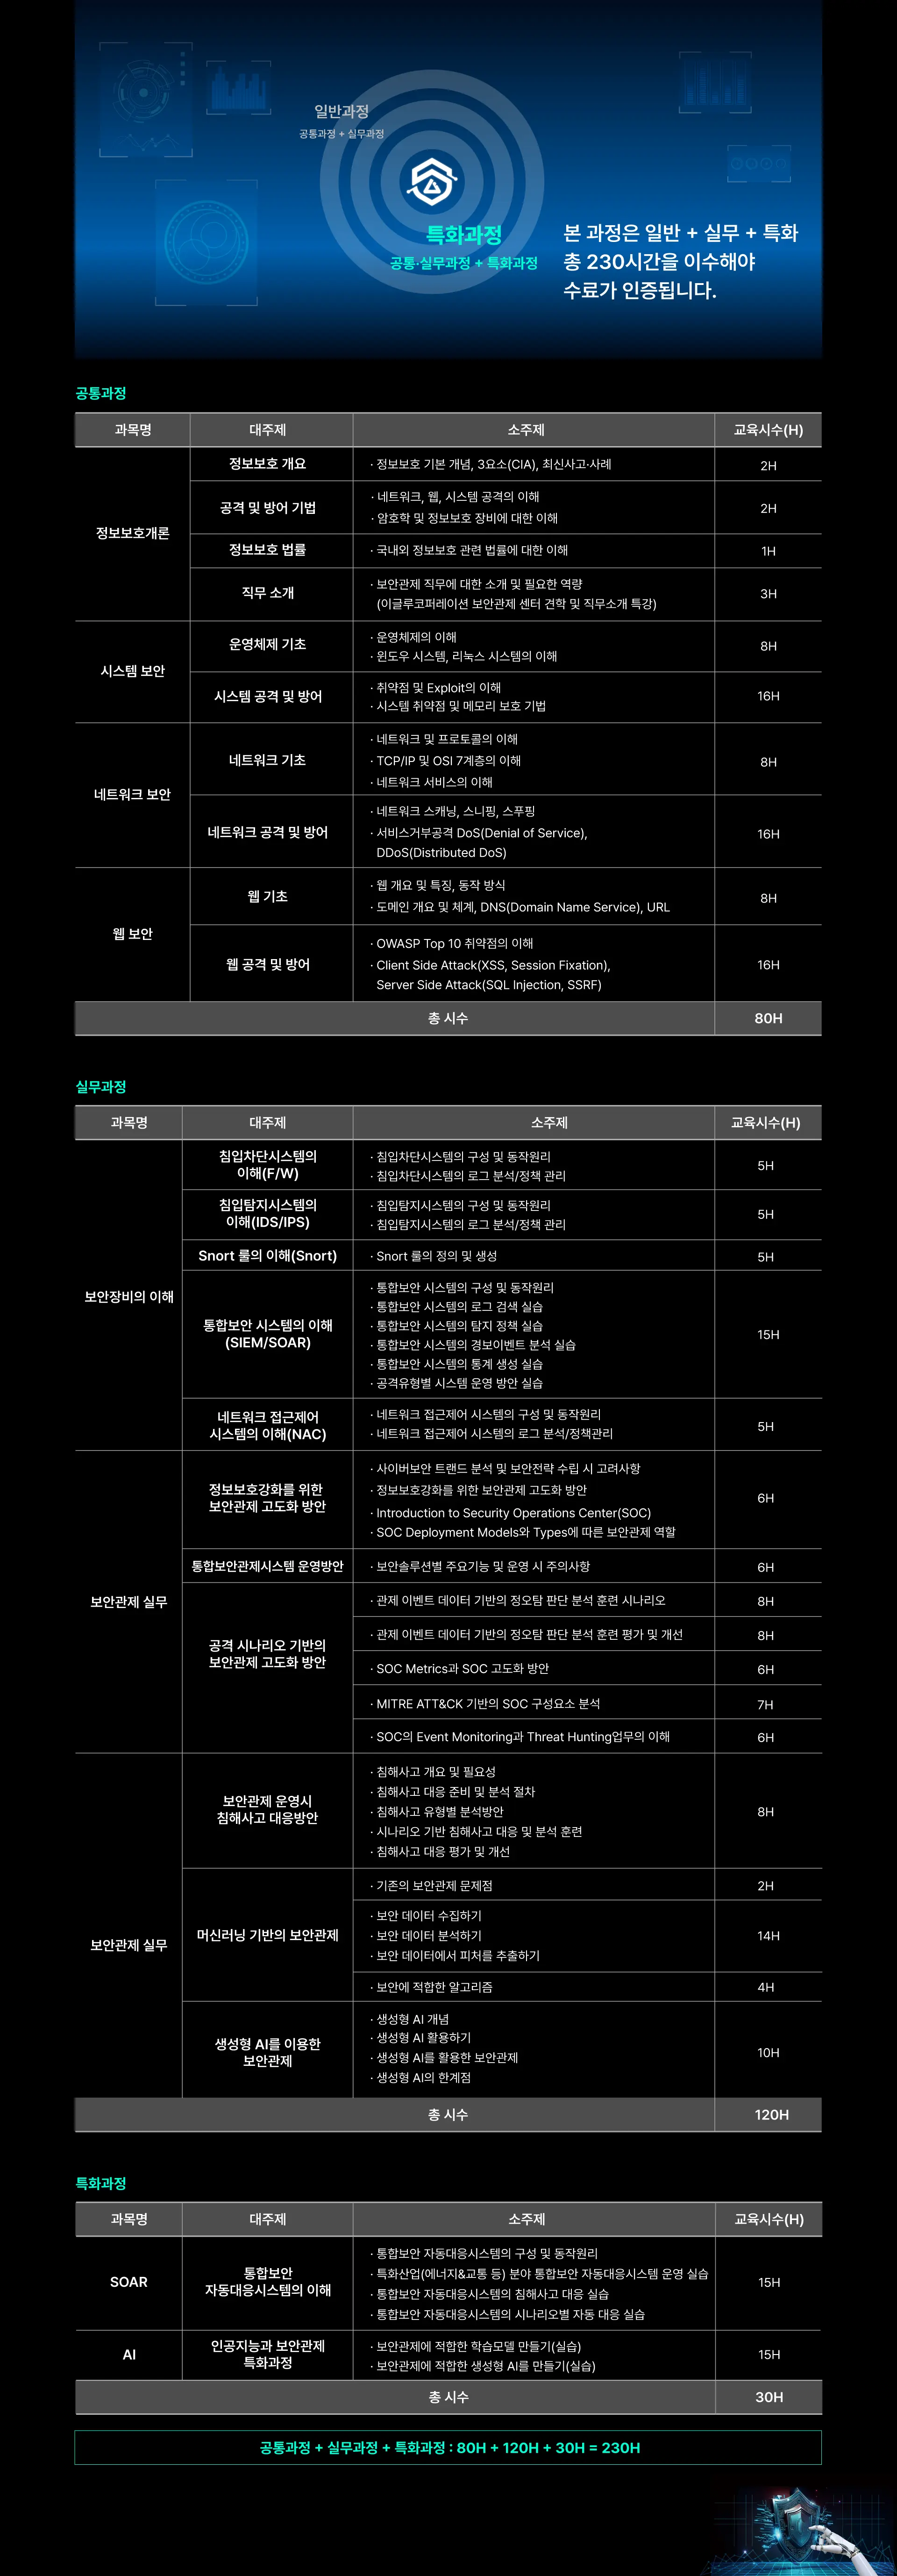 일반과정
공통과정 + 실무과정
특화과정
공통·실무과정 + 특화과정
본 과정은 일반 + 실무 + 특화
총 230시간을 이수해야
수료가 인증됩니다.
공통과정
과목명 대주제 소주제 교육시수(H)
정보보호개론
정보보호 개요
· 정보보호 기본 개념, 3요소(CIA), 최신사고·사례
2H
공격 및 방어 기법
· 네트워크, 웹, 시스템 공격의 이해
· 암호학 및 정보보호 장비에 대한 이해
2H
정보보호 법률
· 국내외 정보보호 관련 법률에 대한 이해
1H
직무 소개
· 보안관제 직무에 대한 소개 및 필요한 역량
(이글루코퍼레이션 보안관제 센터 견학 및 직무소개 특강)
3H
시스템 보안
운영체제 기초
· 운영체제의 이해
· 윈도우 시스템, 리눅스 시스템의 이해
8H
시스템 공격 및 방어
· 취약점 및 Exploit의 이해
· 시스템 취약점 및 메모리 보호 기법
16H
네트워크 보안
네트워크 기초
· 네트워크 및 프로토콜의 이해
· TCP/IP 및 OSI 7계층의 이해
· 네트워크 서비스의 이해
8H
네트워크 공격 및 방어
· 네트워크 스캐닝, 스니핑, 스푸핑
· 서비스거부공격 DoS(Denial of Service),
DDoS(Distributed DoS)
16H
웹 보안
웹 기초
· 웹 개요 및 특징, 동작 방식
· 도메인 개요 및 체계, DNS(Domain Name Service), URL
8H
웹 공격 및 방어
· OWASP Top 10 취약점의 이해
· Client Side Attack(XSS, Session Fixation),
Server Side Attack(SQL Injection, SSRF)
16H
총 시수 80H
실무과정
과목명 대주제 소주제 교육시수(H)
보안장비의 이해
침입차단시스템의
이해(F/W)
· 침입차단시스템의 구성 및 동작원리
· 침입차단시스템의 로그 분석/정책 관리
5H
침입탐지시스템의
이해(IDS/IPS)
· 침입탐지시스템의 구성 및 동작원리
· 침입탐지시스템의 로그 분석/정책 관리
5H
Snort 룰의 이해(Snort)
· Snort 룰의 정의 및 생성
5H
통합보안 시스템의 이해
(SIEM/SOAR)
· 통합보안 시스템의 구성 및 동작원리
· 통합보안 시스템의 로그 검색 실습
· 통합보안 시스템의 탐지 정책 실습
· 통합보안 시스템의 경보이벤트 분석 실습
· 통합보안 시스템의 통계 생성 실습
· 공격유형별 시스템 운영 방안 실습
15H
네트워크 접근제어
시스템의 이해(NAC)
· 네트워크 접근제어 시스템의 구성 및 동작원리
· 네트워크 접근제어 시스템의 로그 분석/정책관리
5H
보안관제 실무
정보보호강화를 위한
보안관제 고도화 방안
· 사이버보안 트랜드 분석 및 보안전략 수립 시 고려사항
· 정보보호강화를 위한 보안관제 고도화 방안
· Introduction to Security Operations Center(SOC)
· SOC Deployment Models와 Types에 따른 보안관제 역할
6H
통합보안관제시스템 운영방안
· 보안솔루션별 주요기능 및 운영 시 주의사항
6H
공격 시나리오 기반의
보안관제 고도화 방안
· 관제 이벤트 데이터 기반의 정오탐 판단 분석 훈련 시나리오
8H
· 관제 이벤트 데이터 기반의 정오탐 판단 분석 훈련 평가 및 개선
8H
· SOC Metrics과 SOC 고도화 방안
6H
· MITRE ATT&CK 기반의 SOC 구성요소 분석
7H
· SOC의 Event Monitoring과 Threat Hunting업무의 이해
6H
보안관제 실무
보안관제 운영시
침해사고 대응방안
· 침해사고 개요 및 필요성
· 침해사고 대응 준비 및 분석 절차
· 침해사고 유형별 분석방안
· 시나리오 기반 침해사고 대응 및 분석 훈련
· 침해사고 대응 평가 및 개선
8H
머신러닝 기반의 보안관제
· 기존의 보안관제 문제점
2H
· 보안 데이터 수집하기
· 보안 데이터 분석하기
· 보안 데이터에서 피처를 추출하기
14H
· 보안에 적합한 알고리즘
4H
생성형 AI를 이용한
보안관제
· 생성형 AI 개념
· 생성형 AI 활용하기
· 생성형 AI를 활용한 보안관제
· 생성형 AI의 한계점
10H
총 시수 120H
특화과정
과목명 대주제 소주제 교육시수(H)
SOAR
통합보안
자동대응시스템의 이해
· 통합보안 자동대응시스템의 구성 및 동작원리
· 특화산업(에너지&교통 등) 분야 통합보안 자동대응시스템 운영 실습
· 통합보안 자동대응시스템의 침해사고 대응 실습
· 통합보안 자동대응시스템의 시나리오별 자동 대응 실습
15H
AI
인공지능과 보안관제
특화과정
· 보안관제에 적합한 학습모델 만들기(실습)
· 보안관제에 적합한 생성형 AI를 만들기(실습)
15H
총 시수 30H
공통과정 + 실무과정 + 특화과정 : 80H + 120H + 30H = 230H